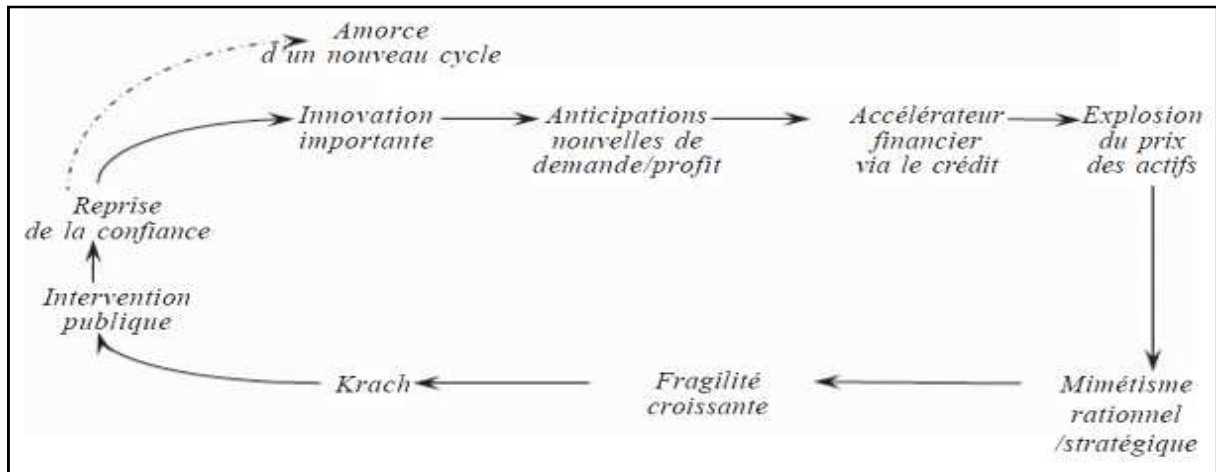 Amorce
d'un nouveau cycle
Innovation
importante
Anticipations
nouvelles de
demande/profit
Accélérateur
financier
via le crédit
Explosion
du prix
des actifs
Reprise
de la confiance
Intervention
publique
Krach
Fragilité
croissante
Mimétisme
rationnel
/stratégique